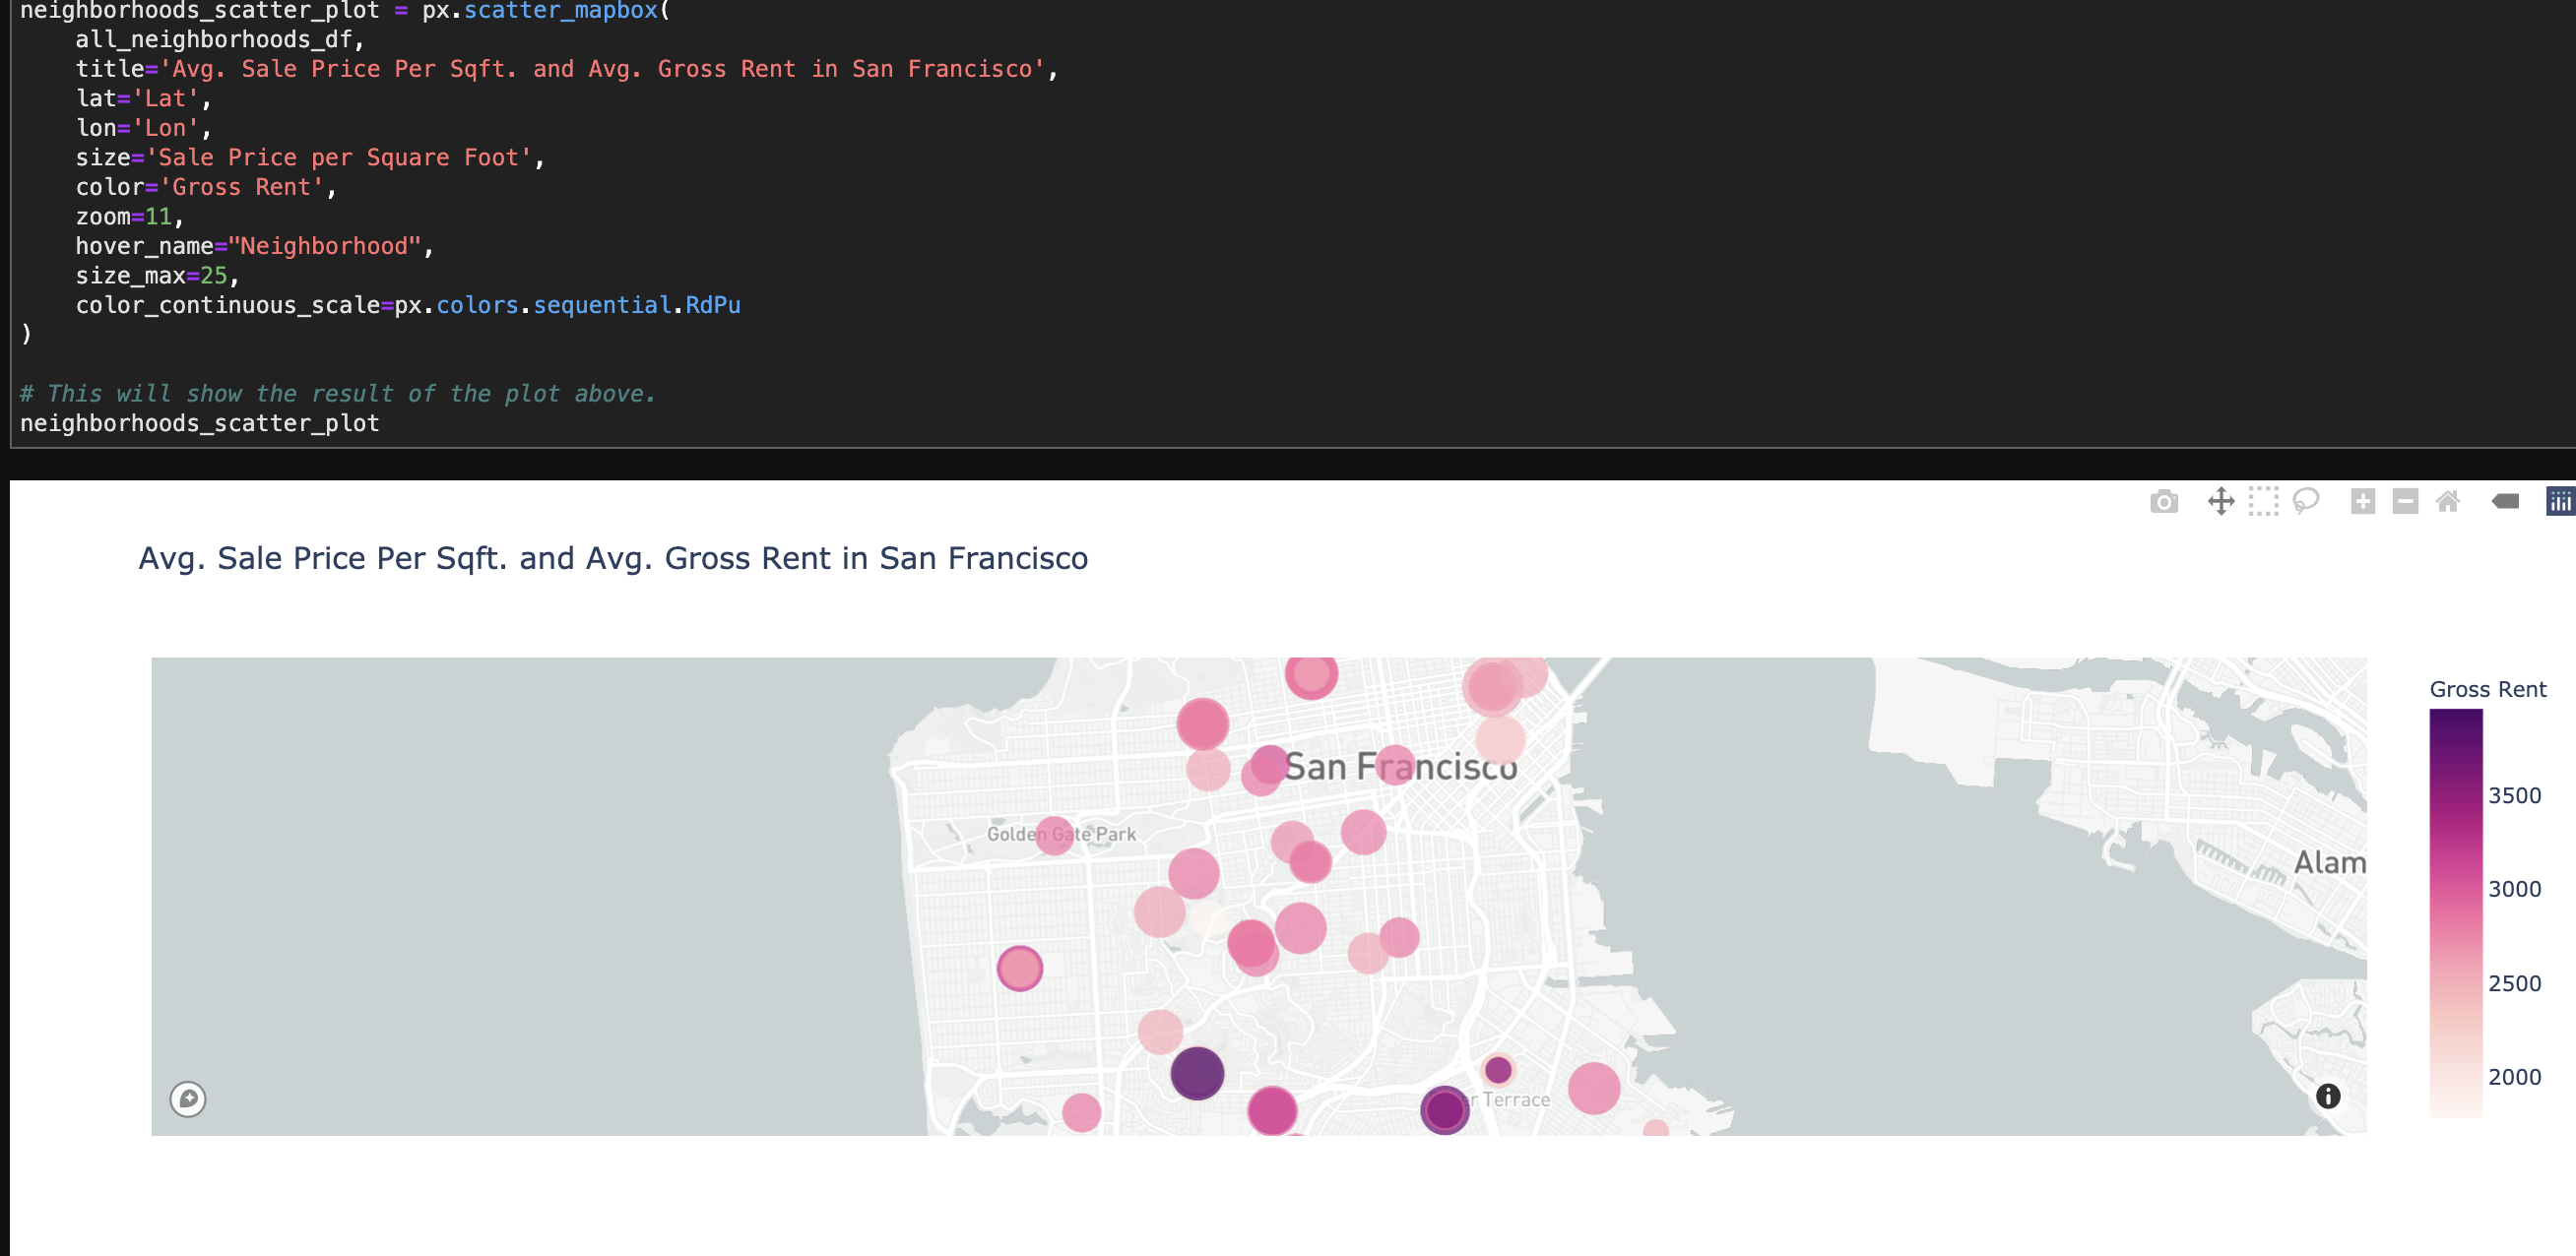 neighborhoods_scatter_plot = px.scatter_mapbox(
    all_neighborhoods_df,
    title='Avg. Sale Price Per Sqft. and Avg. Gross Rent in San Francisco',
    lat='Lat',
    lon='Lon',
    size='Sale Price per Square Foot',
    color='Gross Rent',
    zoom=11,
    hover_name="Neighborhood",
    size_max=25,
    color_continuous_scale=px.colors.sequential.RdPu
)
# This will show the result of the plot above.
neighborhoods_scatter_plot
Avg. Sale Price Per Sqft. and Avg. Gross Rent in San Francisco
Gross Rent
San Francisco
3500
Golden Gate Park
Alam
3000
2500
2000
er Terrace